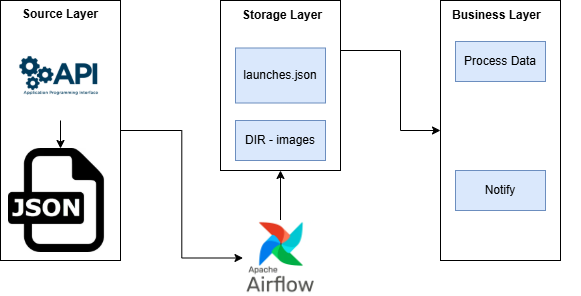 Source Layer
API
Application Programming Interface
JSON
Storage Layer
launches.json
DIR - images
APACHE
Airflow
Business Layer
Process Data
Notify